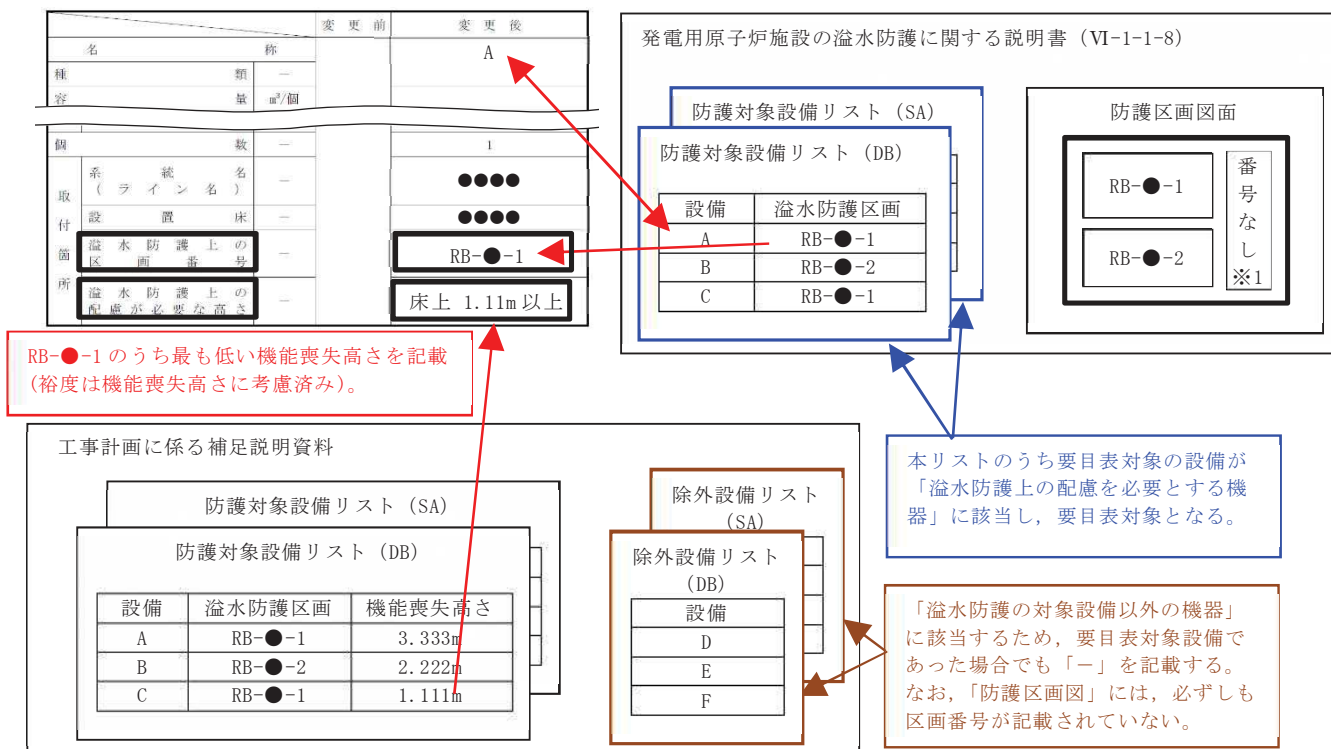 変 更 前 変 更 後
名 称 A
種 類 －
容 量 m³/個
個 数 － 1
取付箇所
系 統 名
( ラ イ ン 名 ) － ●●●●
設 置 床 － ●●●●
溢 水 防 護 上 の
区 画 番 号 － RB-●-1
溢 水 防 護 上 の
配 慮 が 必 要 な 高 さ － 床上 1.11m 以上
RB-●-1 のうち最も低い機能喪失高さを記載
(裕度は機能喪失高さに考慮済み)。
発電用原子炉施設の溢水防護に関する説明書 (Ⅵ-1-1-8)
防護対象設備リスト (SA)
防護対象設備リスト (DB)
設備 溢水防護区画
A RB-●-1
B RB-●-2
C RB-●-1
防護区画図面
RB-●-1
RB-●-2
番号なし
※1
本リストのうち要目表対象の設備が
「溢水防護上の配慮を必要とする機
器」に該当し，要目表対象となる。
工事計画に係る補足説明資料
防護対象設備リスト (SA)
防護対象設備リスト (DB)
設備 溢水防護区画 機能喪失高さ
A RB-●-1 3.333m
B RB-●-2 2.222m
C RB-●-1 1.111m
除外設備リスト
(SA)
除外設備リスト
(DB)
設備
D
E
F
「溢水防護の対象設備以外の機器」
に該当するため，要目表対象設備で
あった場合でも「－」を記載する。
なお，「防護区画図」には，必ずしも
区画番号が記載されていない。